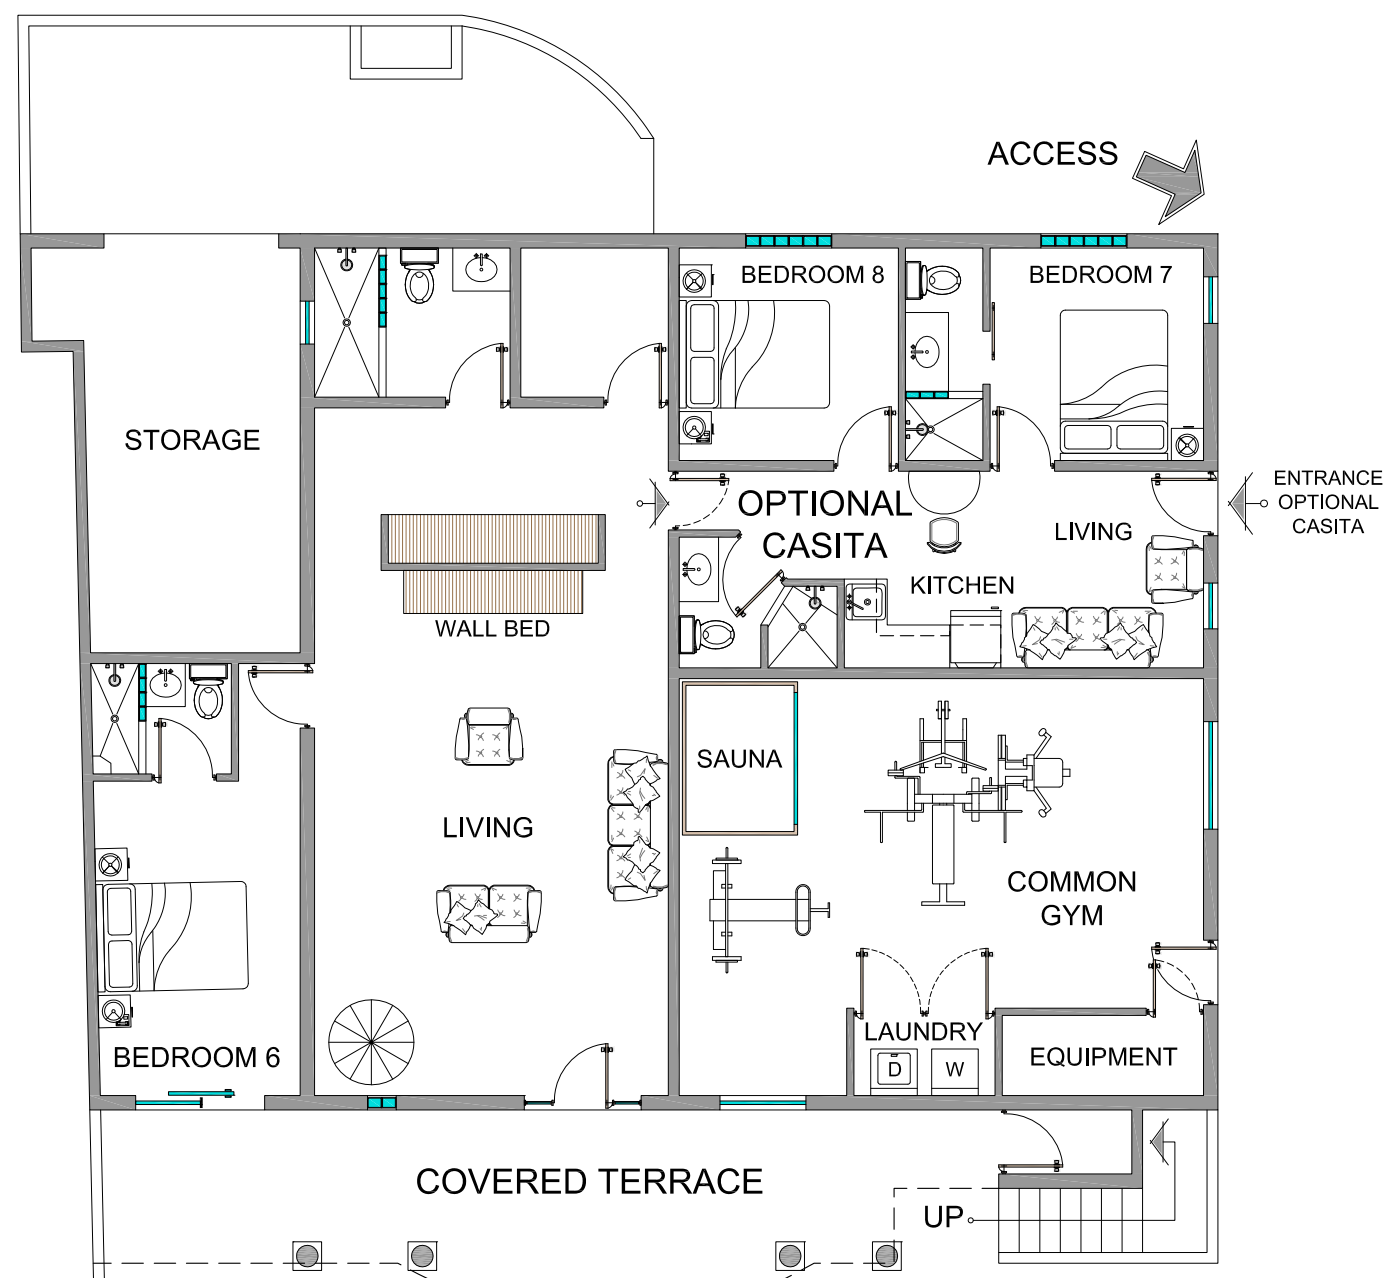 ACCESS
BEDROOM 8
BEDROOM 7
STORAGE
ENTRANCE
OPTIONAL
CASITA
OPTIONAL
CASITA
LIVING
KITCHEN
WALL BED
SAUNA
LIVING
COMMON
GYM
LAUNDRY
D
W
EQUIPMENT
BEDROOM 6
COVERED TERRACE
UP